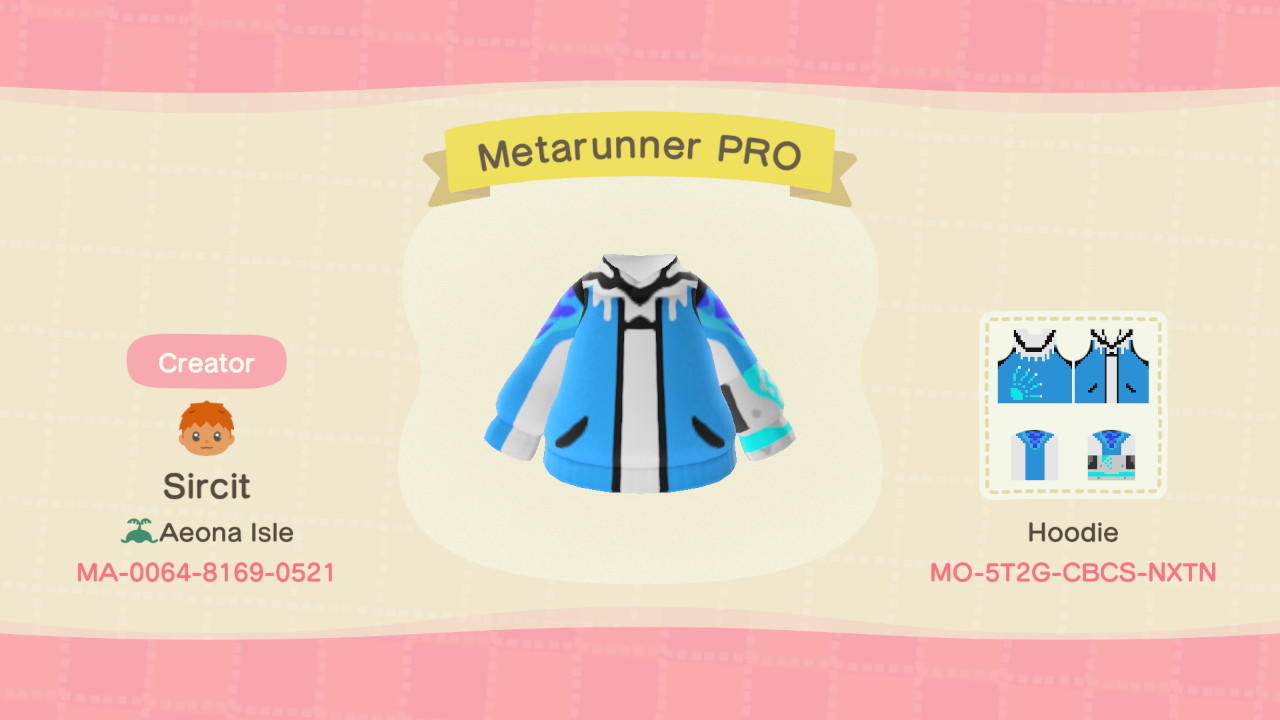 Metarunner PRO
Creator
Sircit
Aeona Isle
MA-0064-8169-0521
Hoodie
MO-5T2G-CBCS-NXTN